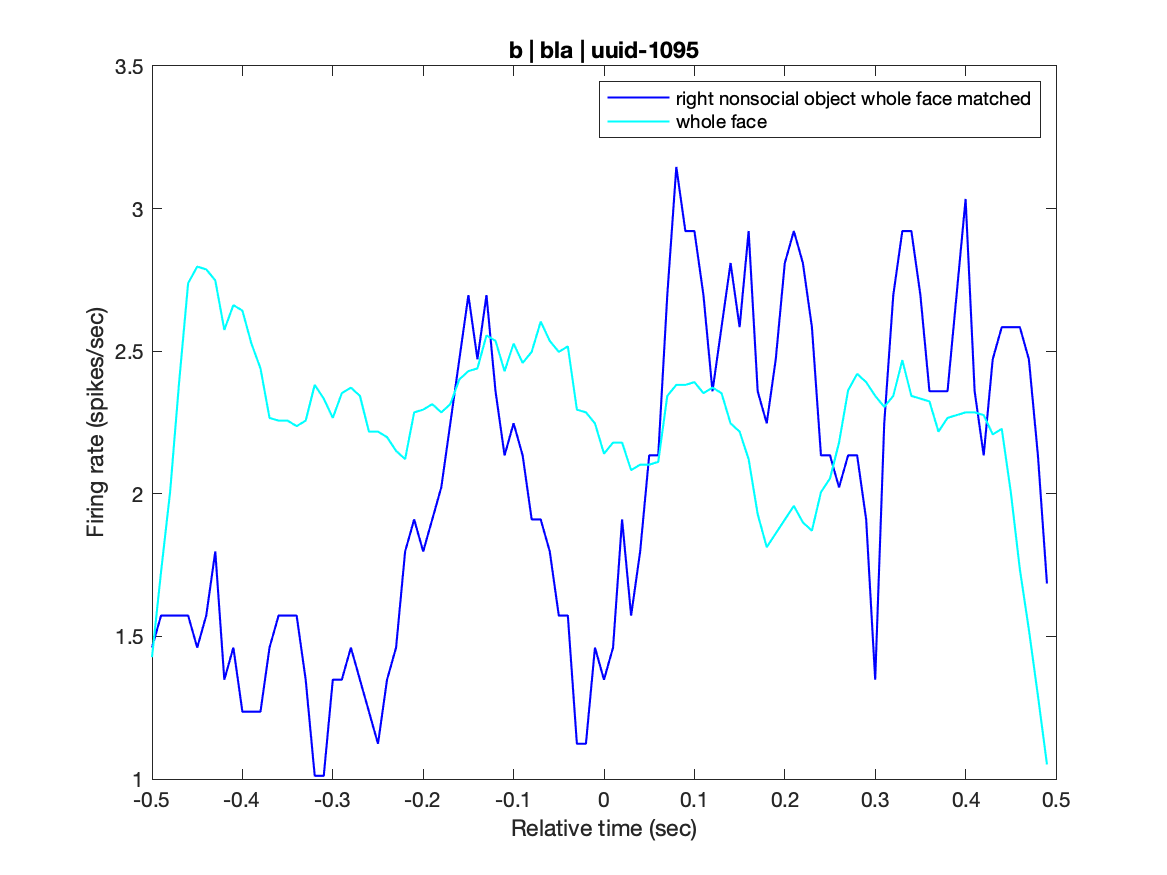 b | bla | uuid-1095
3.5
right nonsocial object whole face matched
whole face
3
2.5
2
1.5
1
Firing rate (spikes/sec)
-0.5 -0.4 -0.3 -0.2 -0.1 0 0.1 0.2 0.3 0.4 0.5
Relative time (sec)